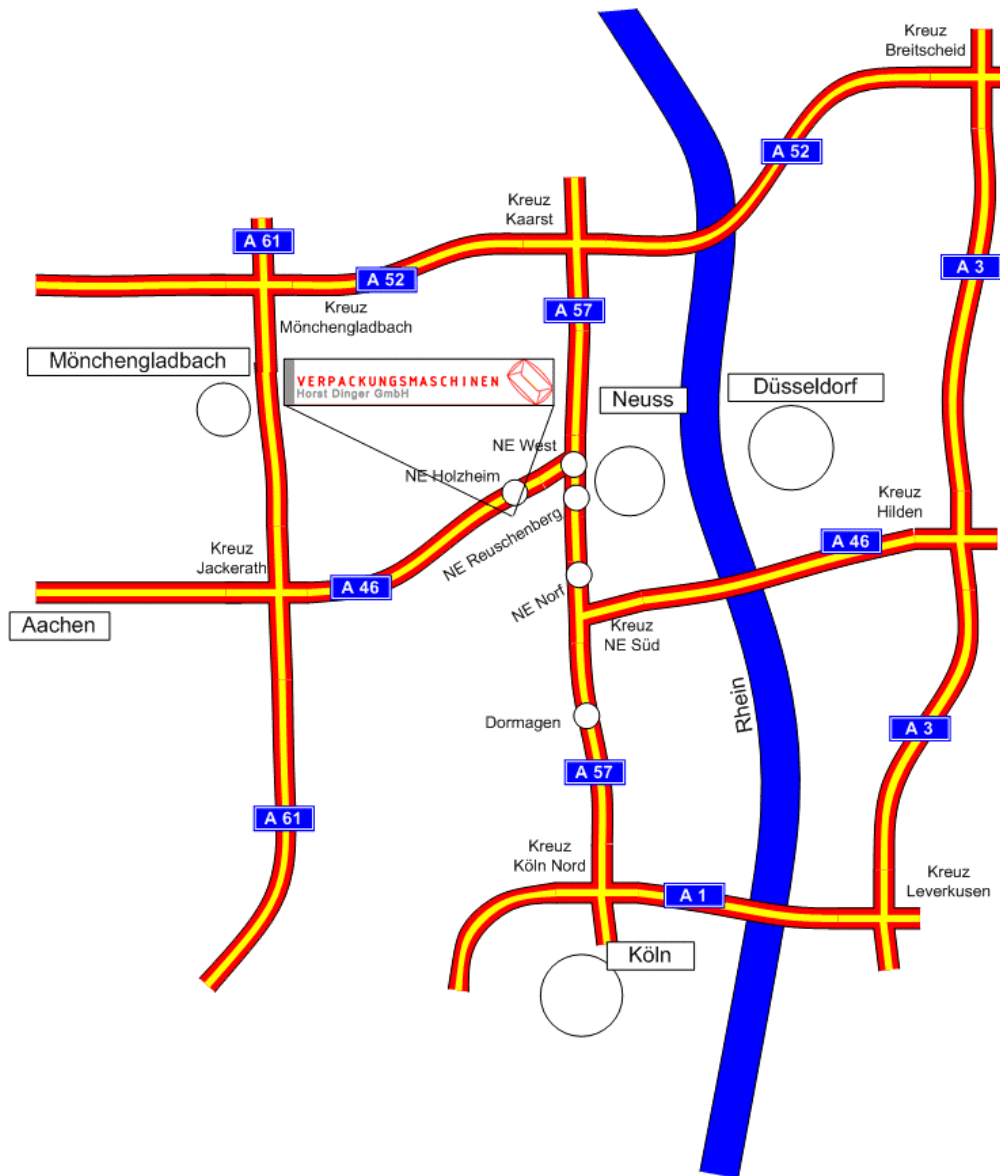 Kreuz
Breitscheid
A 52
Kreuz
Kaarst
A 61
A 3
A 52
Kreuz
Mönchengladbach
A 57
Mönchengladbach
VERPACKUNGSMASCHINEN
Horst Dinger GmbH
Neuss
Düsseldorf
NE West
NE Holzheim
Kreuz
Hilden
NE Reuschenberg
A 46
Kreuz
Jackerath
A 46
NE Norf
Aachen
Kreuz
NE Süd
Rhein
Dormagen
A 3
A 57
A 61
Kreuz
Köln Nord
Kreuz
Leverkusen
A 1
Köln